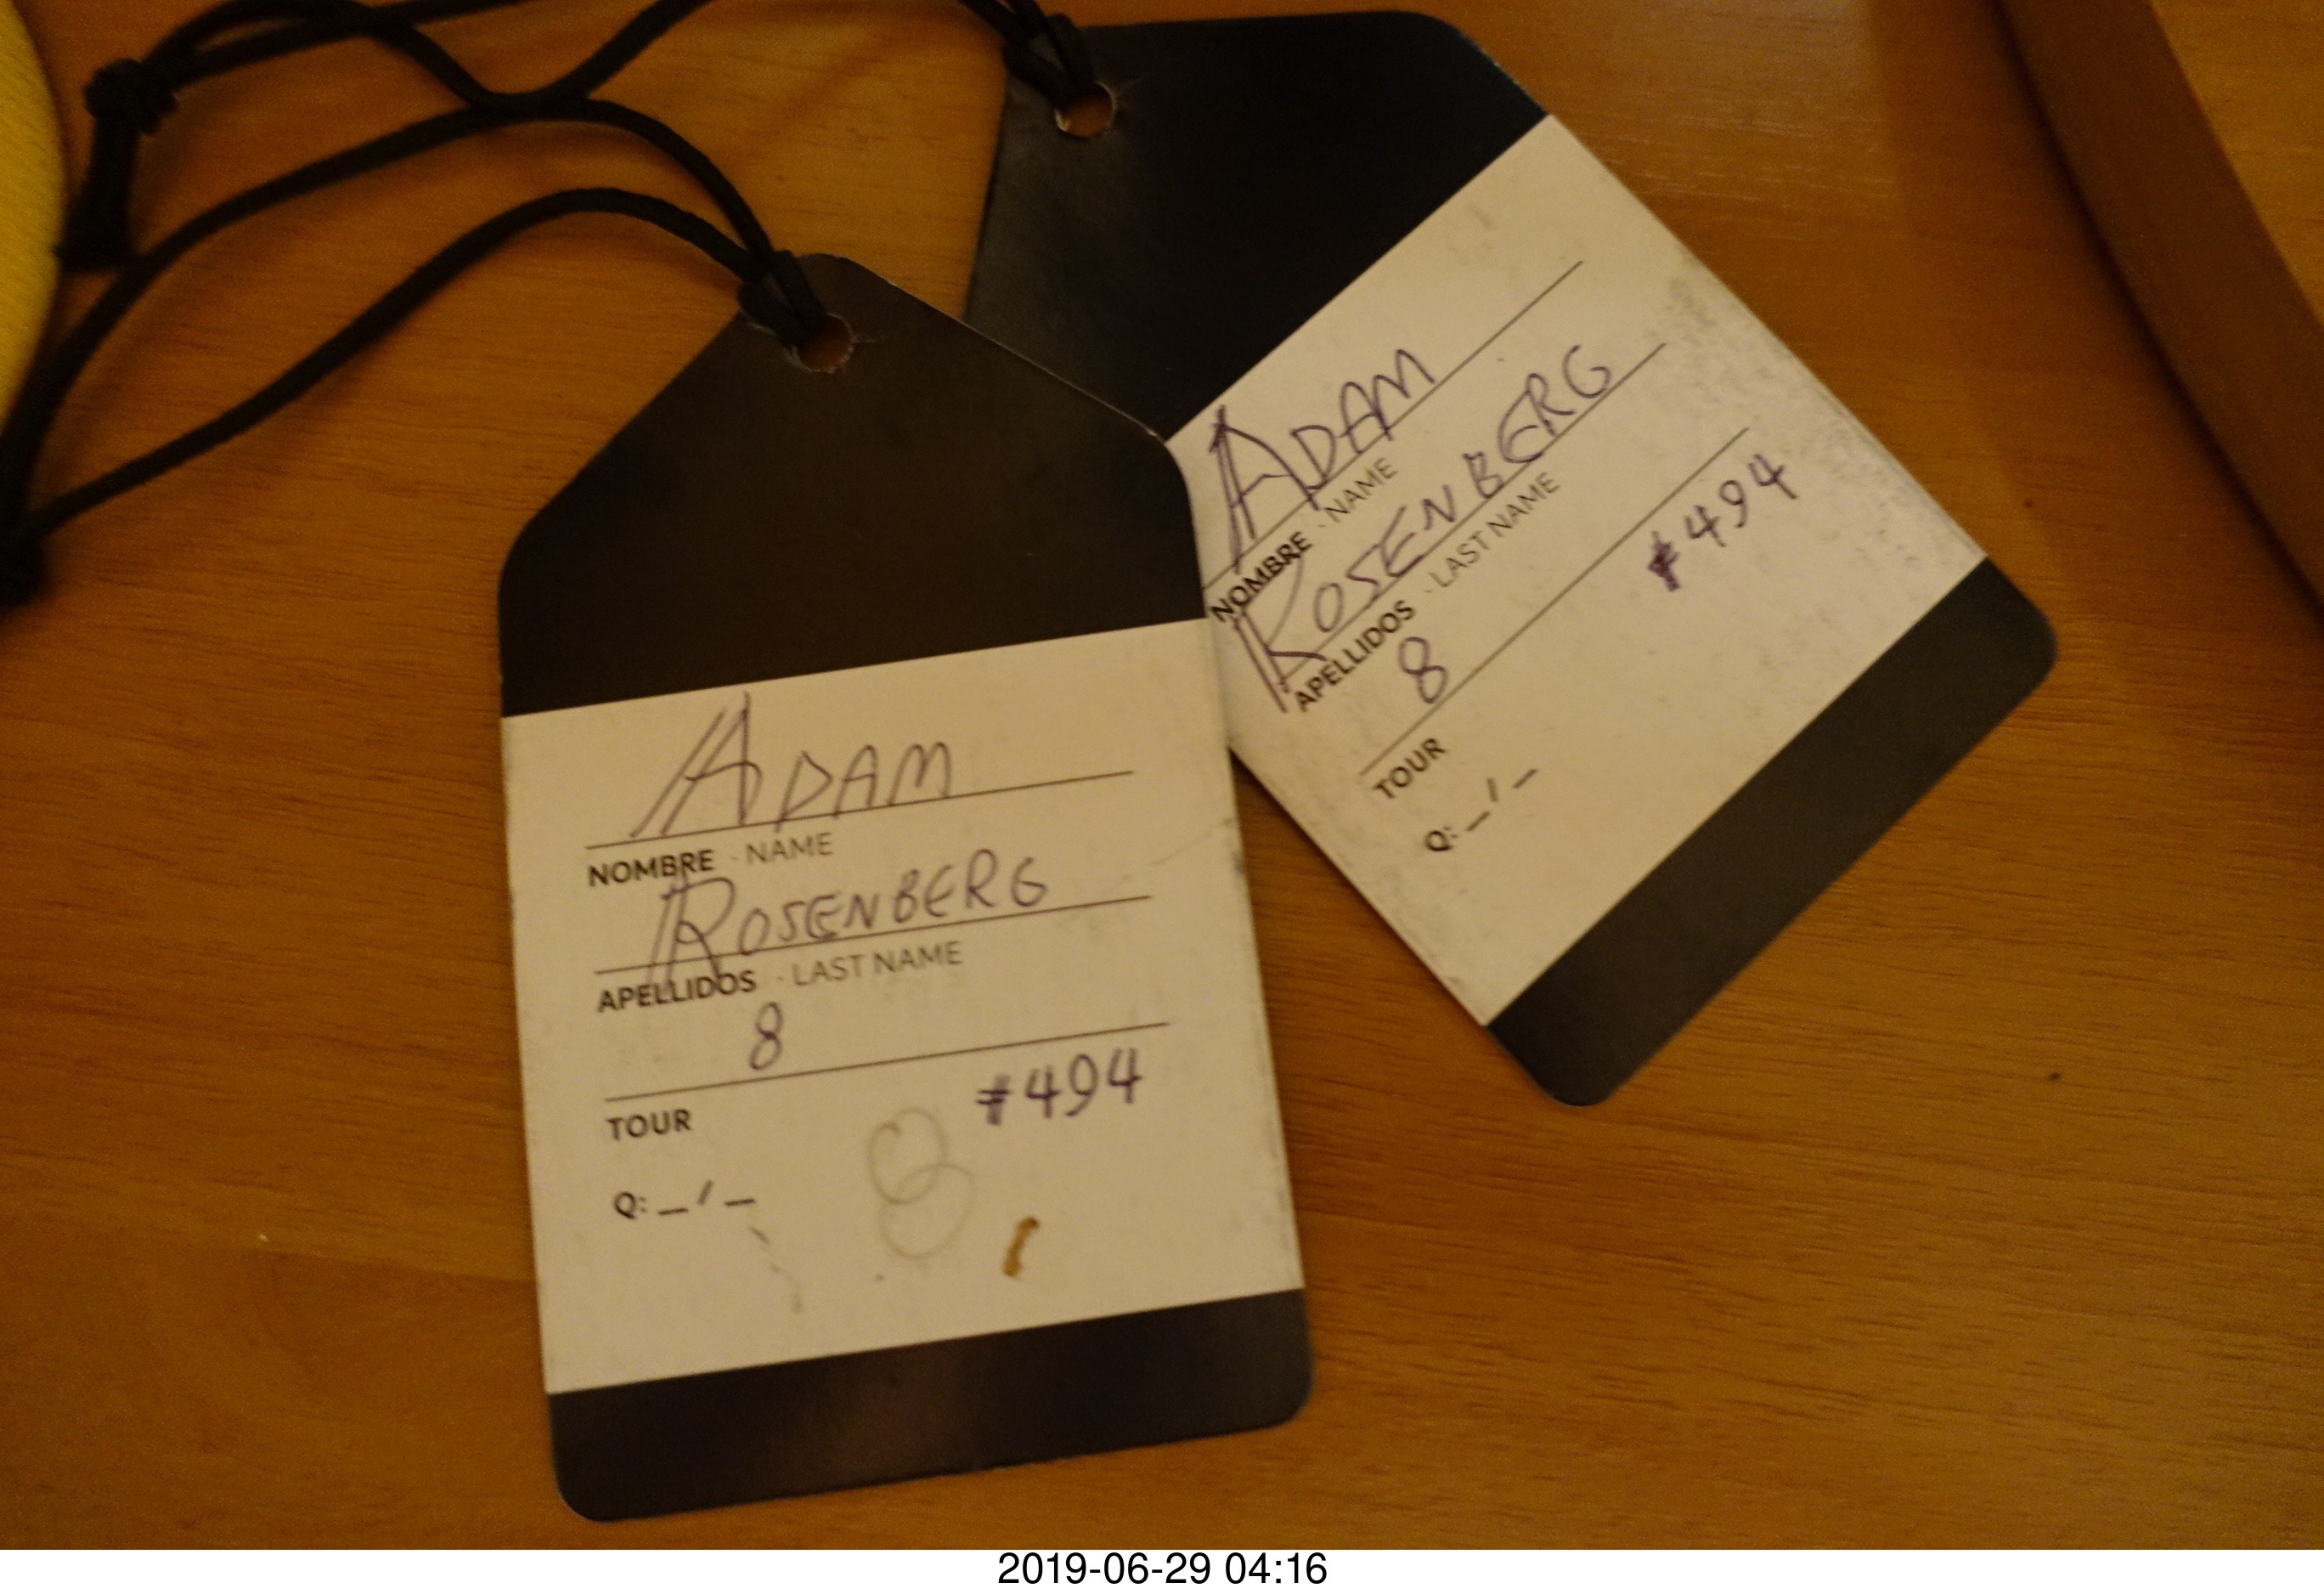 ADAM
NOMBRE · NAME
ROSENBERG
APELLIDOS · LAST NAME
8
TOUR
#494
Q: _ / _
8
ADAM
NOMBRE · NAME
ROSENBERG
APELLIDOS · LAST NAME
8
TOUR
#494
Q: _ / _
2019-06-29 04:16